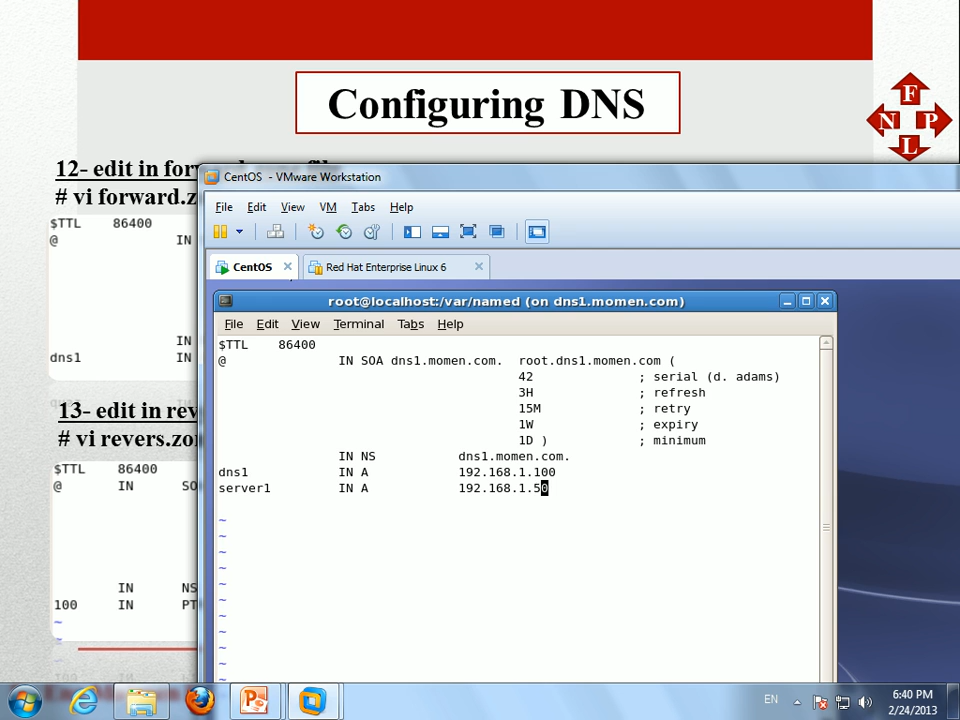 Configuring DNS
F
N P
L
12- edit in for
# vi forward.z
$TTL 86400
@ IN
IN
dns1 IN
13- edit in rev
# vi revers.zo
$TTL 86400
@ IN SO
IN NS
100 IN PT
~
~
CentOS - VMware Workstation
File Edit View VM Tabs Help
CentOS Red Hat Enterprise Linux 6
root@localhost:/var/named (on dns1.momen.com)
File Edit View Terminal Tabs Help
$TTL 86400
@ IN SOA dns1.momen.com. root.dns1.momen.com (
42 ; serial (d. adams)
3H ; refresh
15M ; retry
1W ; expiry
1D ) ; minimum
IN NS dns1.momen.com.
dns1 IN A 192.168.1.100
server1 IN A 192.168.1.50
~
~
~
~
~
~
~
~
~
~
~
EN
6:40 PM
2/24/2013